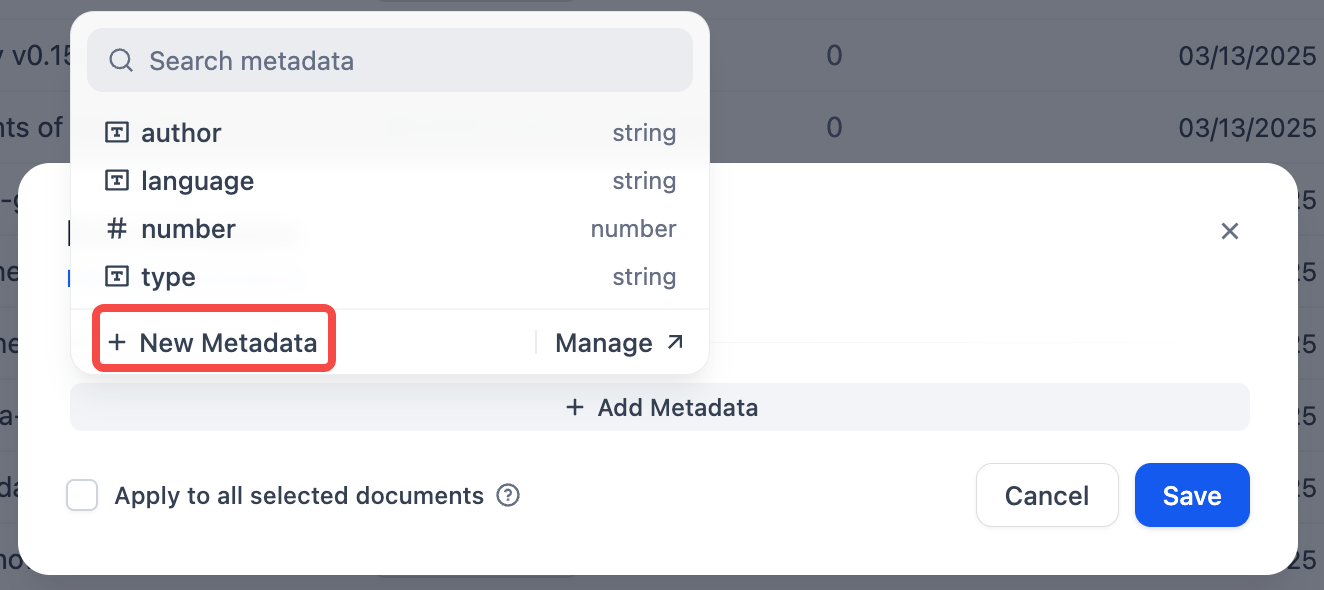 Search metadata
author string
language string
number number
type string
+ New Metadata Manage
+ Add Metadata
Apply to all selected documents
Cancel Save
v0.15 0 03/13/2025
nts of 0 03/13/2025